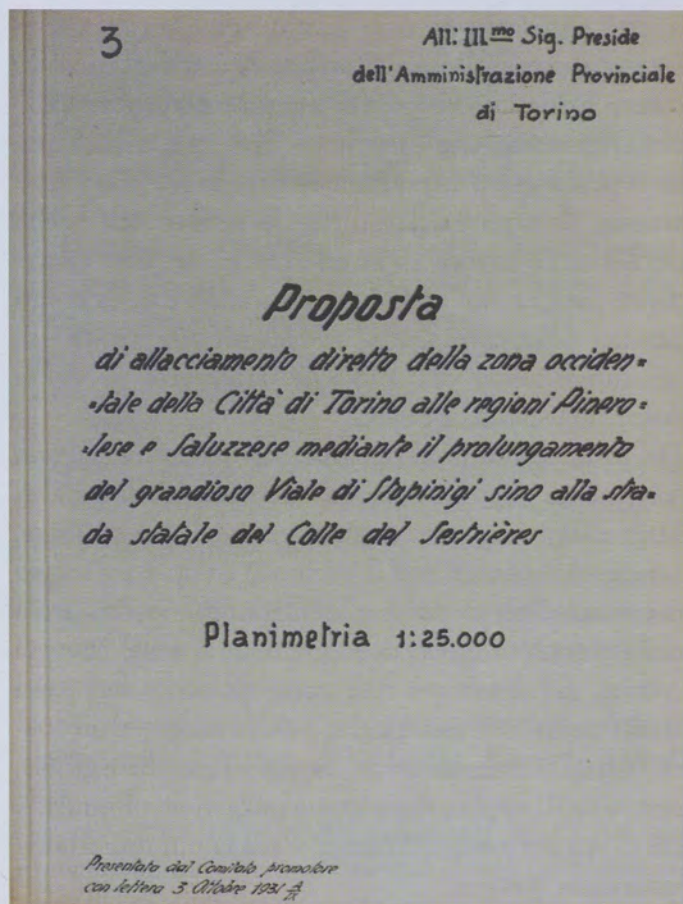 3
All: Ill.mo Sig. Preside
dell'Amministrazione Provinciale
di Torino
Proposta
di allacciamento diretto della zona occiden=
=tale della Città di Torino alle regioni Pinero=
=lese e Saluzzese mediante il prolungamento
del grandioso Viale di Stupinigi sino alla stra=
da statale del Colle del Sestrières
Planimetria 1:25.000
Presentata dal Comitato promotore
con lettera 3 Ottobre 1931